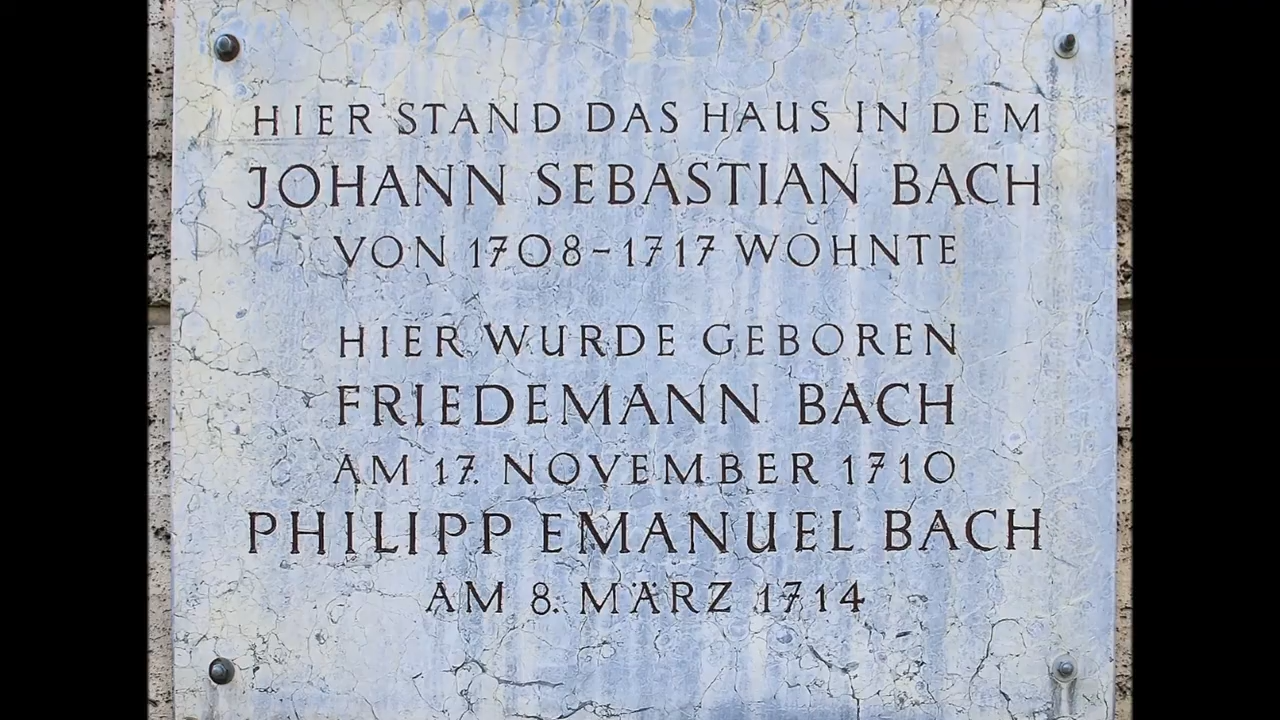 HIER STAND DAS HAUS IN DEM
JOHANN SEBASTIAN BACH
VON 1708-1717 WOHNTE
HIER WURDE GEBOREN
FRIEDEMANN BACH
AM 17. NOVEMBER 1710
PHILIPP EMANUEL BACH
AM 8. MÄRZ 1714